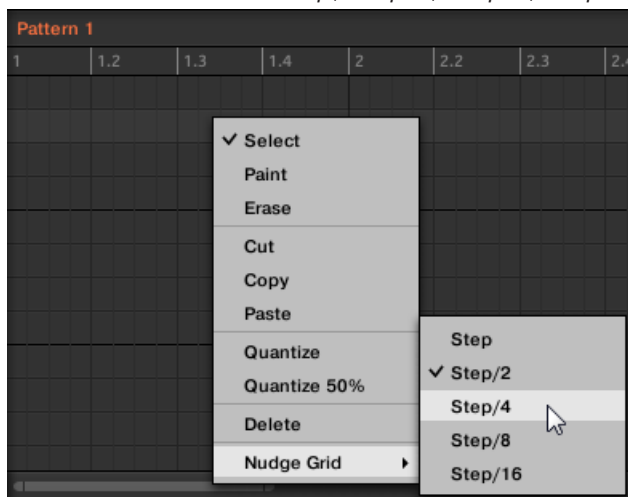 Pattern 1
1 1.2 1.3 1.4 2 2.2 2.3
Select
Paint
Erase
Cut
Copy
Paste
Quantize
Quantize 50%
Delete
Nudge Grid
Step
Step/2
Step/4
Step/8
Step/16